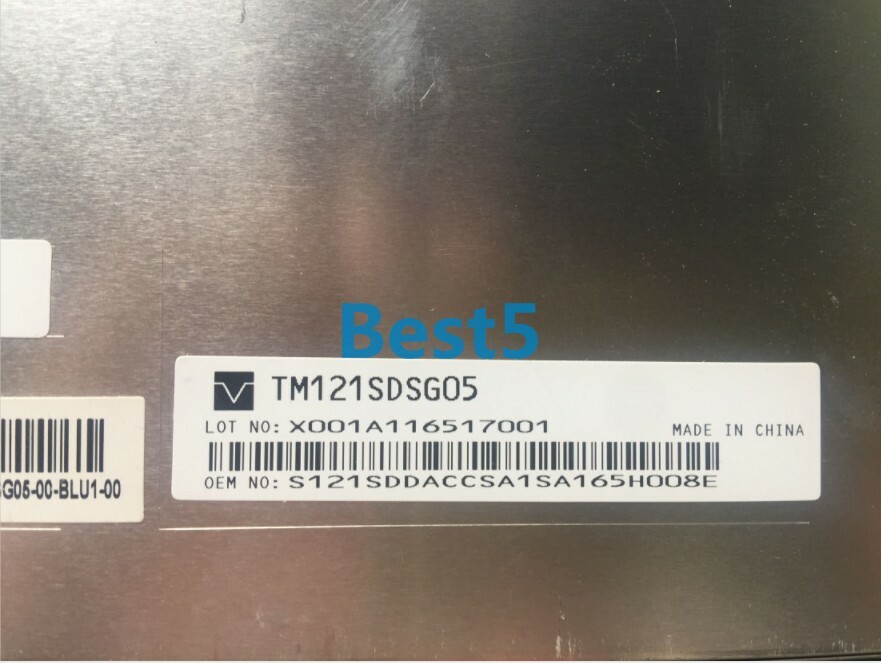 Best5
TM121SDSG05
LOT NO: X001A116517001
MADE IN CHINA
OEM NO: S121SDDACCSA1SA165H008E
G05-00-BLU1-00